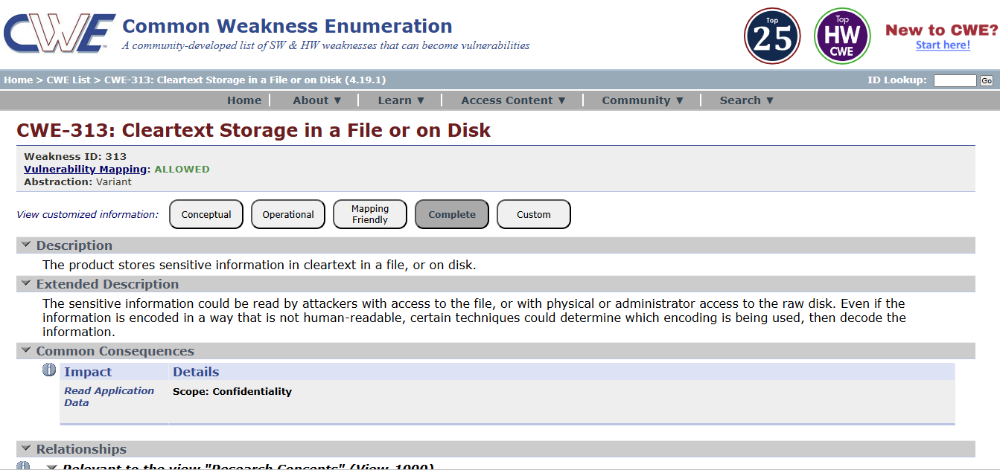 CWE
Common Weakness Enumeration
A community-developed list of SW & HW weaknesses that can become vulnerabilities
Top
25
Top
HW
CWE
New to CWE?
Start here!
Home > CWE List > CWE-313: Cleartext Storage in a File or on Disk (4.19.1)
ID Lookup:
Go
Home
About ▼
Learn ▼
Access Content ▼
Community ▼
Search ▼
CWE-313: Cleartext Storage in a File or on Disk
Weakness ID: 313
Vulnerability Mapping: ALLOWED
Abstraction: Variant
View customized information:
Conceptual
Operational
Mapping
Friendly
Complete
Custom
Description
The product stores sensitive information in cleartext in a file, or on disk.
Extended Description
The sensitive information could be read by attackers with access to the file, or with physical or administrator access to the raw disk. Even if the
information is encoded in a way that is not human-readable, certain techniques could determine which encoding is being used, then decode the
information.
Common Consequences
Impact
Details
Read Application
Data
Scope: Confidentiality
Relationships
Relevant to the view "Research Concepts" (View-1000)